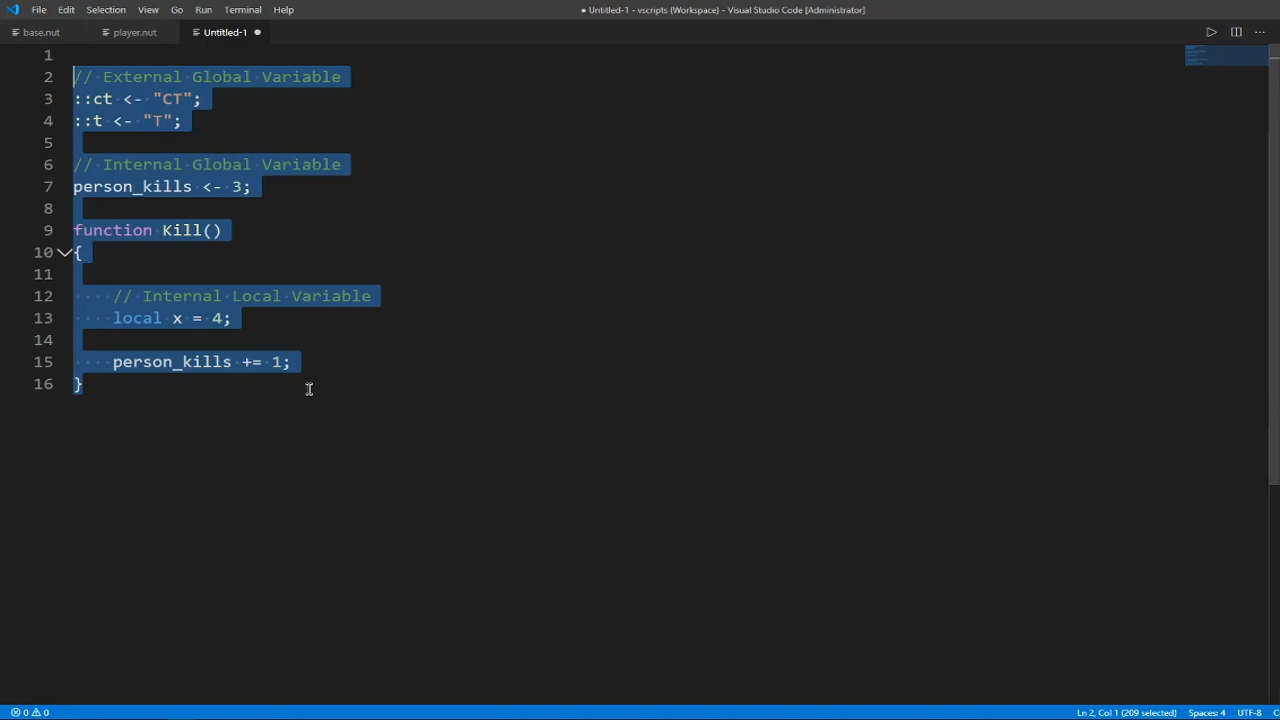 File Edit Selection View Go Run Terminal Help
● Untitled-1 - vscripts (Workspace) - Visual Studio Code [Administrator]
base.nut player.nut Untitled-1 ●
1
2 // External Global Variable
3 ::ct <- "CT";
4 ::t <- "T";
5
6 // Internal Global Variable
7 person_kills <- 3;
8
9 function Kill()
10 {
11
12 // Internal Local Variable
13 local x = 4;
14
15 person_kills += 1;
16 }
0 0 Ln 2, Col 1 (209 selected) Spaces: 4 UTF-8 C